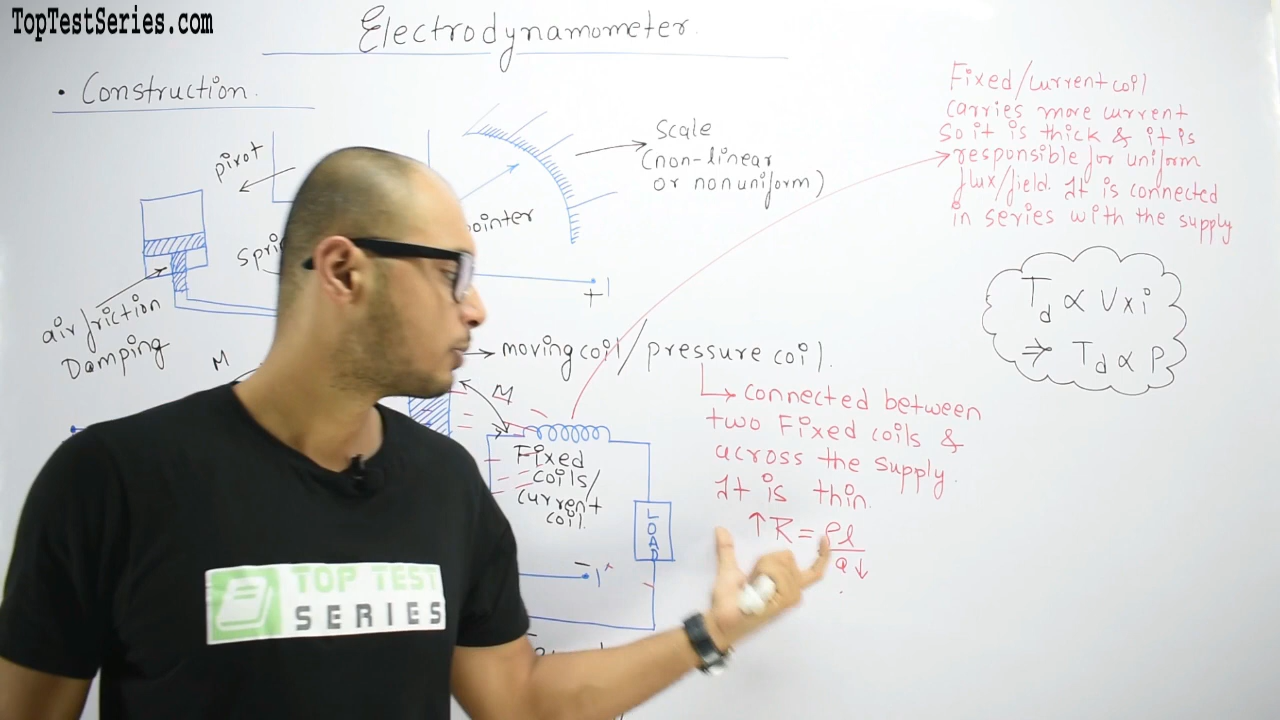 TopTestSeries.com
Electrodynamometer
• Construction.
pivot
Scale
(non-linear
or nonuniform)
pointer
Fixed/current coil
carries more current
so it is thick & it is
responsible for uniform
flux/field. It is connected
in series with the supply
Td ∝ V x i
⇒ Td ∝ P
air friction
Damping
M
+
moving coil/pressure coil.
M
connected between
two Fixed coils &
across the supply.
It is thin.
↑ R = ρl/a↓
Fixed
coils/
current
coil.
LOAD
TOP TEST
SERIES